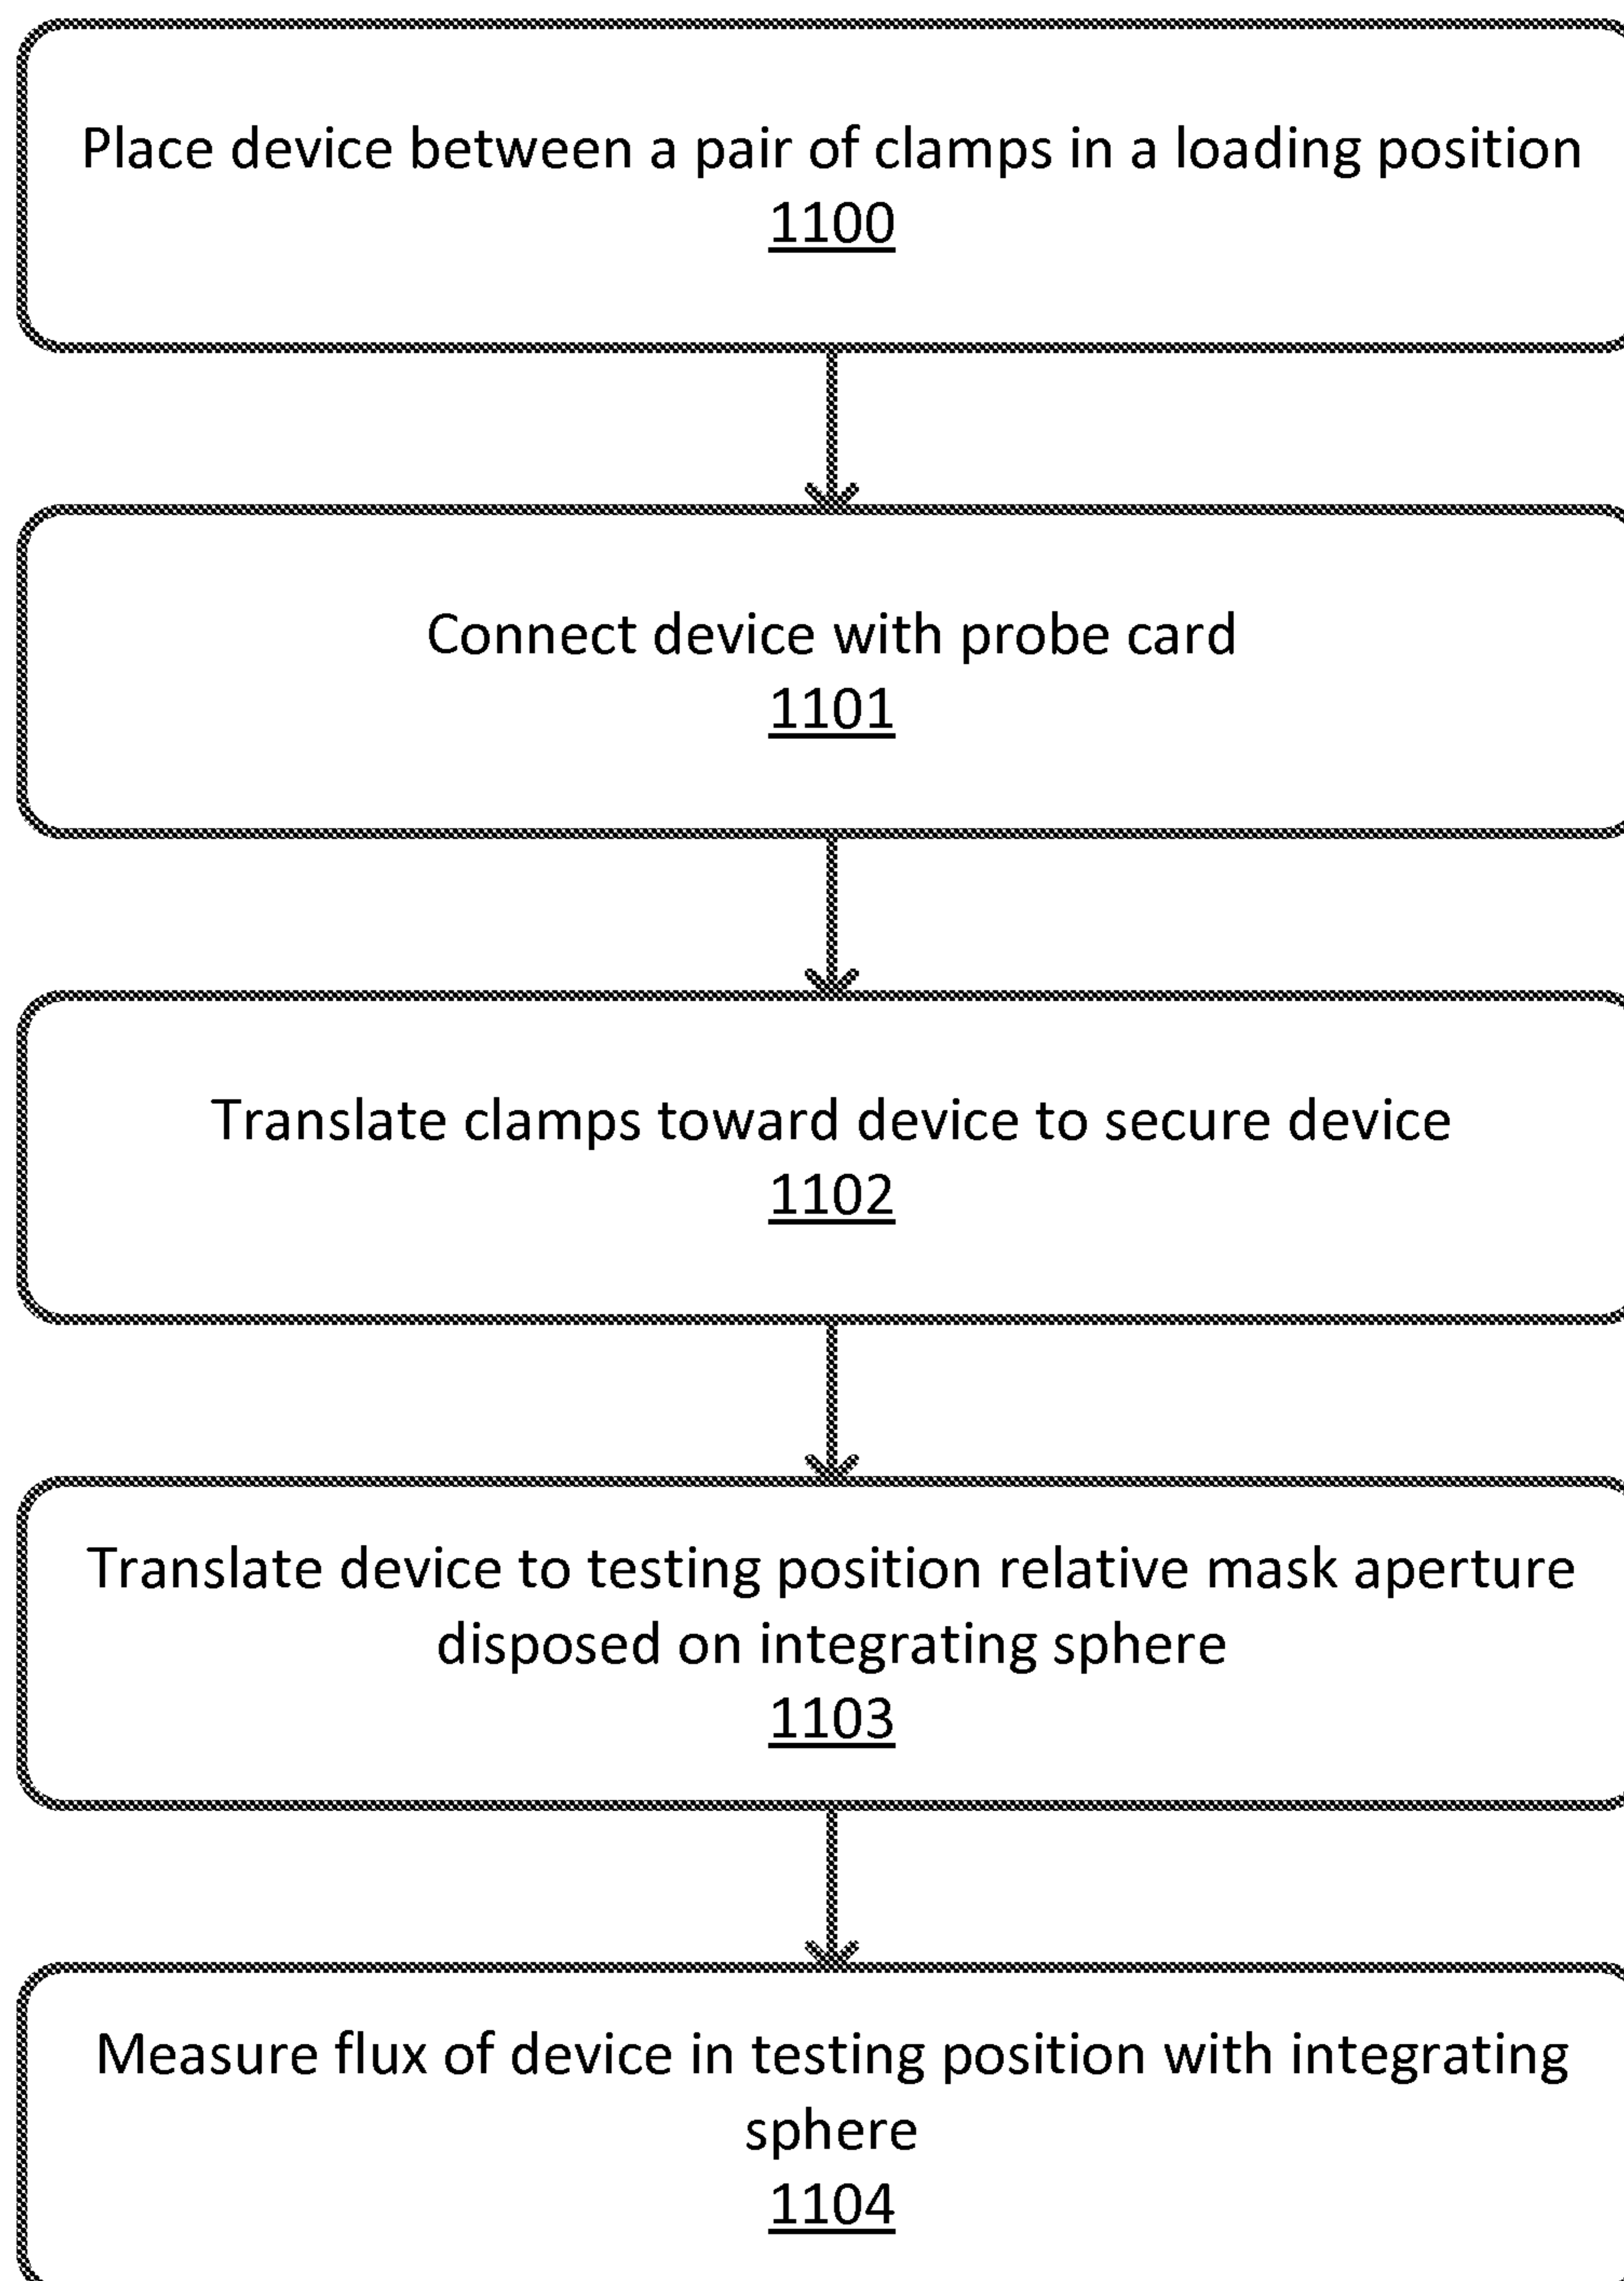 Place device between a pair of clamps in a loading position
1100
Connect device with probe card
1101
Translate clamps toward device to secure device
1102
Translate device to testing position relative mask aperture
disposed on integrating sphere
1103
Measure flux of device in testing position with integrating
sphere
1104